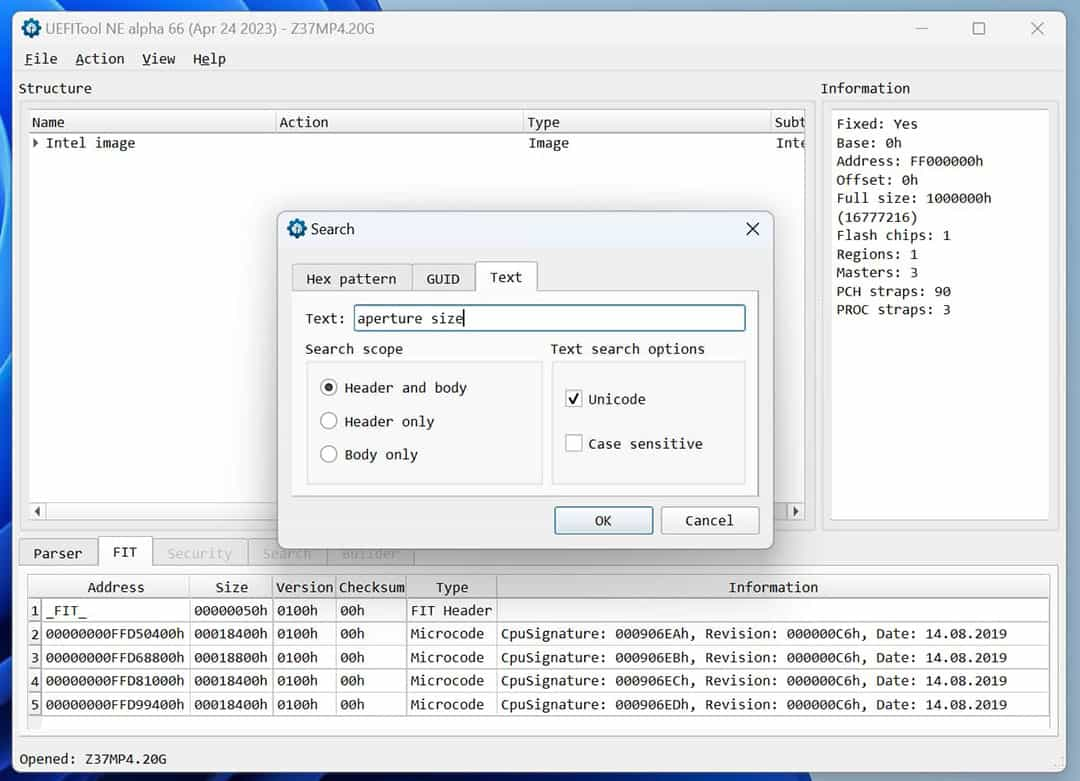 UEFITool NE alpha 66 (Apr 24 2023) - Z37MP4.20G
File Action View Help
Structure
Information
Name Action Type Subt
Intel image Image Inte
Fixed: Yes
Base: 0h
Address: FF000000h
Offset: 0h
Full size: 1000000h
(16777216)
Flash chips: 1
Regions: 1
Masters: 3
PCH straps: 90
PROC straps: 3
Search
Hex pattern GUID Text
Text: aperture size
Search scope Text search options
Header and body
Header only
Body only
Unicode
Case sensitive
OK Cancel
Parser FIT Security Search Builder
Address Size Version Checksum Type Information
1 _FIT_ 00000050h 0100h 00h FIT Header
2 00000000FFD50400h 00018400h 0100h 00h Microcode CpuSignature: 000906EAh, Revision: 000000C6h, Date: 14.08.2019
3 00000000FFD68800h 00018800h 0100h 00h Microcode CpuSignature: 000906EBh, Revision: 000000C6h, Date: 14.08.2019
4 00000000FFD81000h 00018400h 0100h 00h Microcode CpuSignature: 000906ECh, Revision: 000000C6h, Date: 14.08.2019
5 00000000FFD99400h 00018400h 0100h 00h Microcode CpuSignature: 000906EDh, Revision: 000000C6h, Date: 14.08.2019
Opened: Z37MP4.20G